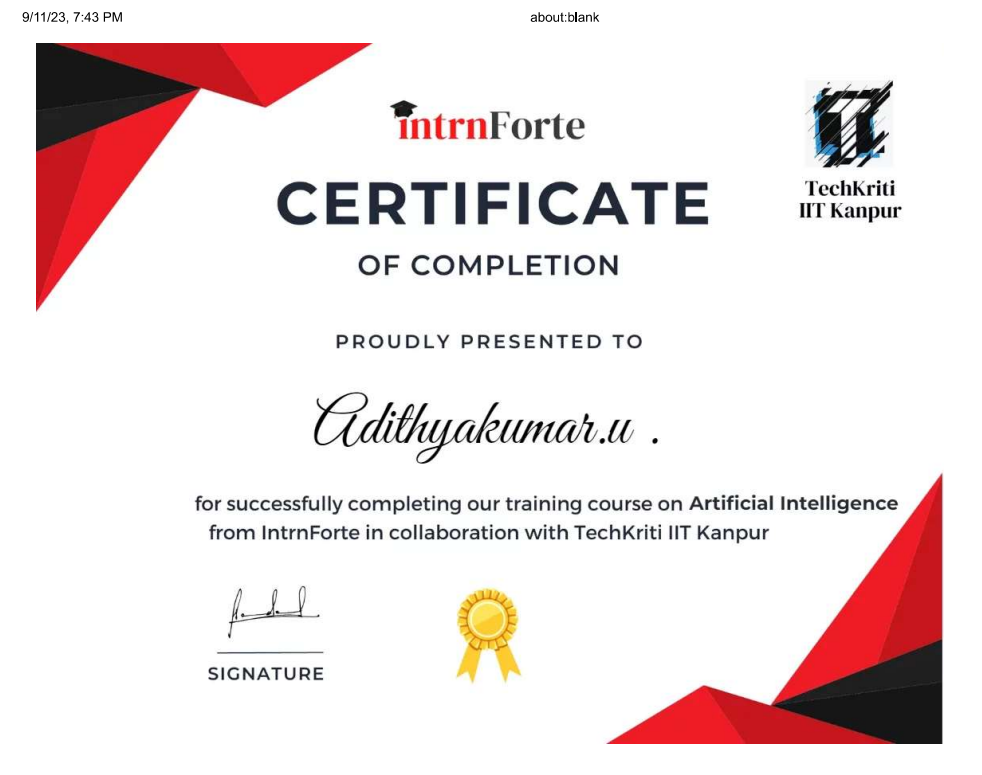 9/11/23, 7:43 PM about:blank
intrnForte
TechKriti
IIT Kanpur
CERTIFICATE
OF COMPLETION
PROUDLY PRESENTED TO
Adithyakumar.u .
for successfully completing our training course on Artificial Intelligence
from IntrnForte in collaboration with TechKriti IIT Kanpur
SIGNATURE